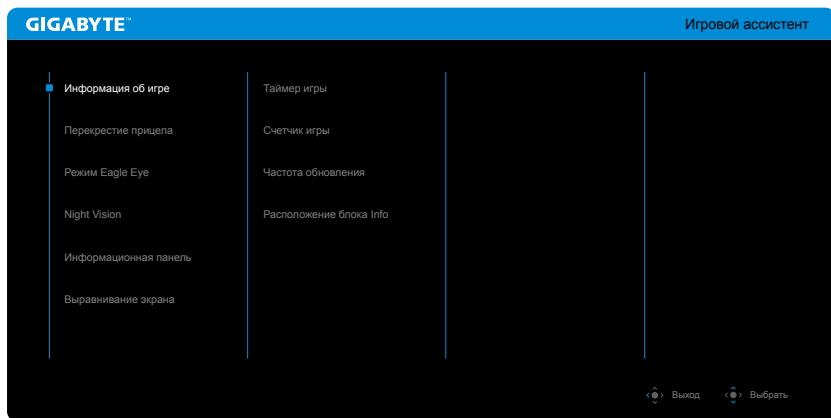 GIGABYTE™
Игровой ассистент
Информация об игре
Таймер игры
Перекрестие прицела
Счетчик игры
Режим Eagle Eye
Частота обновления
Night Vision
Расположение блока Info
Информационная панель
Выравнивание экрана
Выход
Выбрать